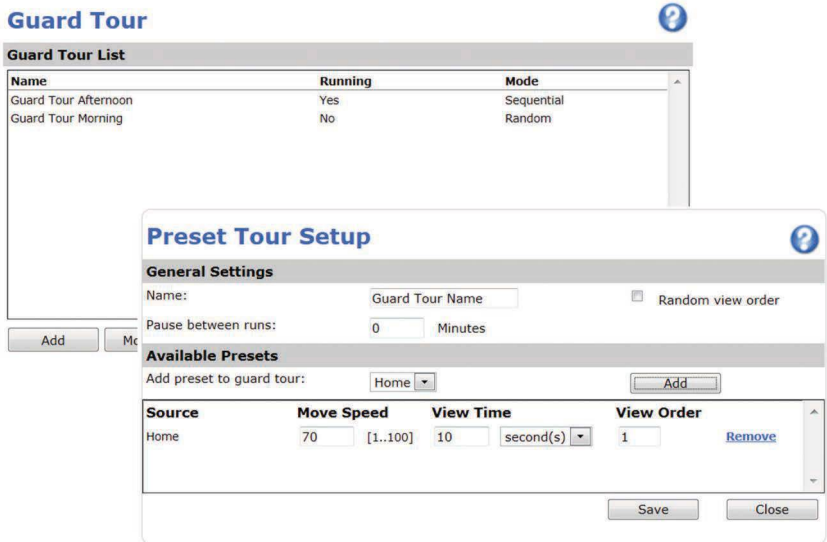 Guard Tour
Guard Tour List
Name Running Mode
Guard Tour Afternoon Yes Sequential
Guard Tour Morning No Random
Add Mo
Preset Tour Setup
General Settings
Name: Guard Tour Name Random view order
Pause between runs: 0 Minutes
Available Presets
Add preset to guard tour: Home Add
Source Move Speed View Time View Order
Home 70 [1..100] 10 second(s) 1 Remove
Save Close